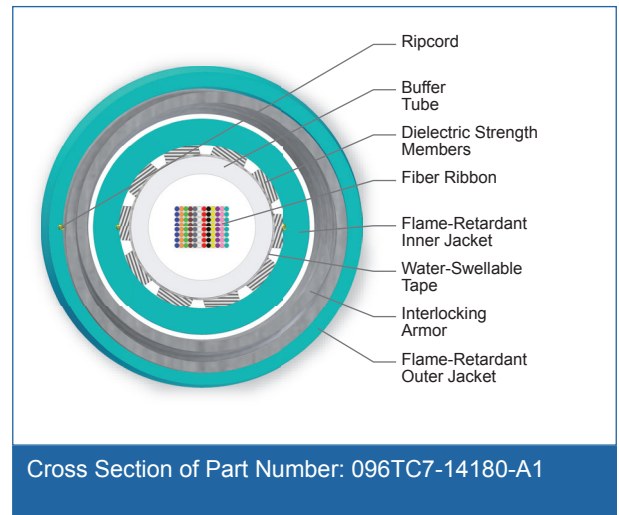 Ripcord
Buffer
Tube
Dielectric Strength
Members
Fiber Ribbon
Flame-Retardant
Inner Jacket
Water-Swellable
Tape
Interlocking
Armor
Flame-Retardant
Outer Jacket
Cross Section of Part Number: 096TC7-14180-A1